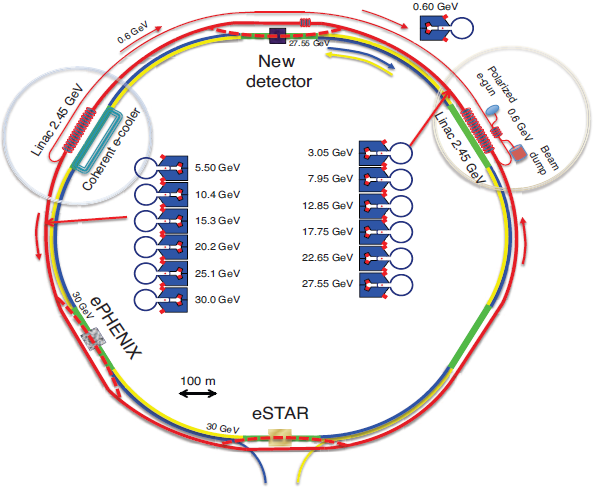 0.60 GeV
0.6 GeV
27.55 GeV
New
detector
Linac 2.45 GeV
Coherent e-cooler
Polarized
e-gun
0.6 GeV
Beam
dump
Linac 2.45 GeV
5.50 GeV
10.4 GeV
15.3 GeV
20.2 GeV
25.1 GeV
30.0 GeV
3.05 GeV
7.95 GeV
12.85 GeV
17.75 GeV
22.65 GeV
27.55 GeV
30 GeV
ePHENIX
100 m
eSTAR
30 GeV